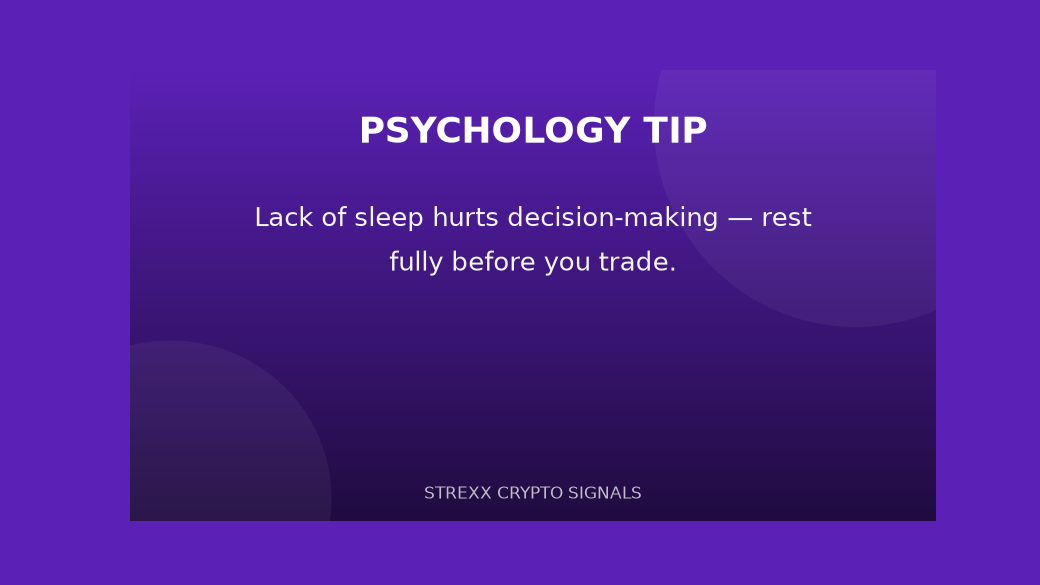 PSYCHOLOGY TIP
Lack of sleep hurts decision-making — rest
fully before you trade.
STREXX CRYPTO SIGNALS